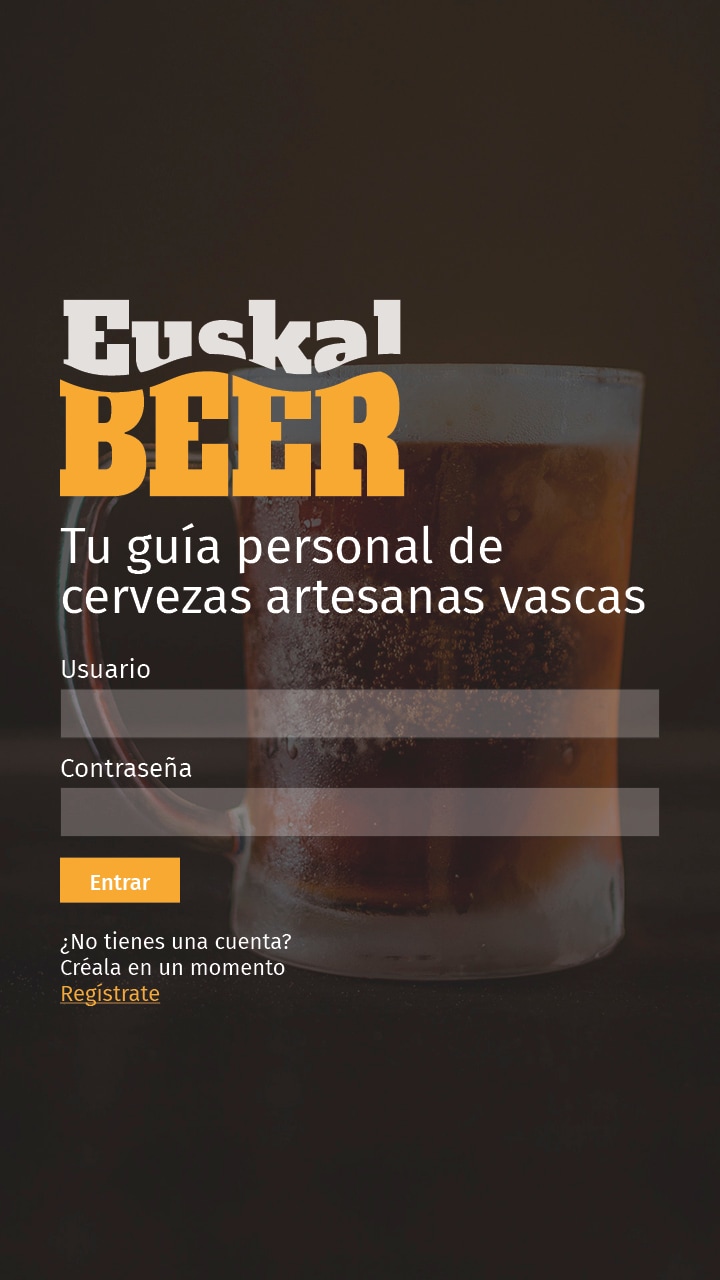 Euskal
BEER
Tu guía personal de
cervezas artesanas vascas
Usuario
Contraseña
Entrar
¿No tienes una cuenta?
Créala en un momento
Regístrate